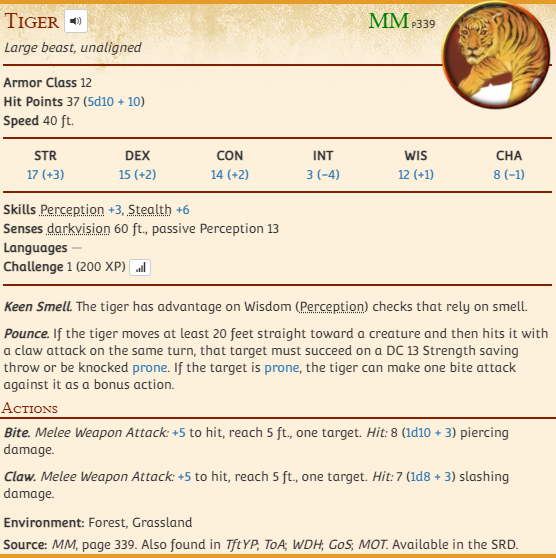 Tiger MM P339
Large beast, unaligned
Armor Class 12
Hit Points 37 (5d10 + 10)
Speed 40 ft.
STR DEX CON INT WIS CHA
17 (+3) 15 (+2) 14 (+2) 3 (−4) 12 (+1) 8 (−1)
Skills Perception +3, Stealth +6
Senses darkvision 60 ft., passive Perception 13
Languages —
Challenge 1 (200 XP)
Keen Smell. The tiger has advantage on Wisdom (Perception) checks that rely on smell.
Pounce. If the tiger moves at least 20 feet straight toward a creature and then hits it with
a claw attack on the same turn, that target must succeed on a DC 13 Strength saving
throw or be knocked prone. If the target is prone, the tiger can make one bite attack
against it as a bonus action.
Actions
Bite. Melee Weapon Attack: +5 to hit, reach 5 ft., one target. Hit: 8 (1d10 + 3) piercing
damage.
Claw. Melee Weapon Attack: +5 to hit, reach 5 ft., one target. Hit: 7 (1d8 + 3) slashing
damage.
Environment: Forest, Grassland
Source: MM, page 339. Also found in TftYP; ToA; WDH; GoS; MOT. Available in the SRD.